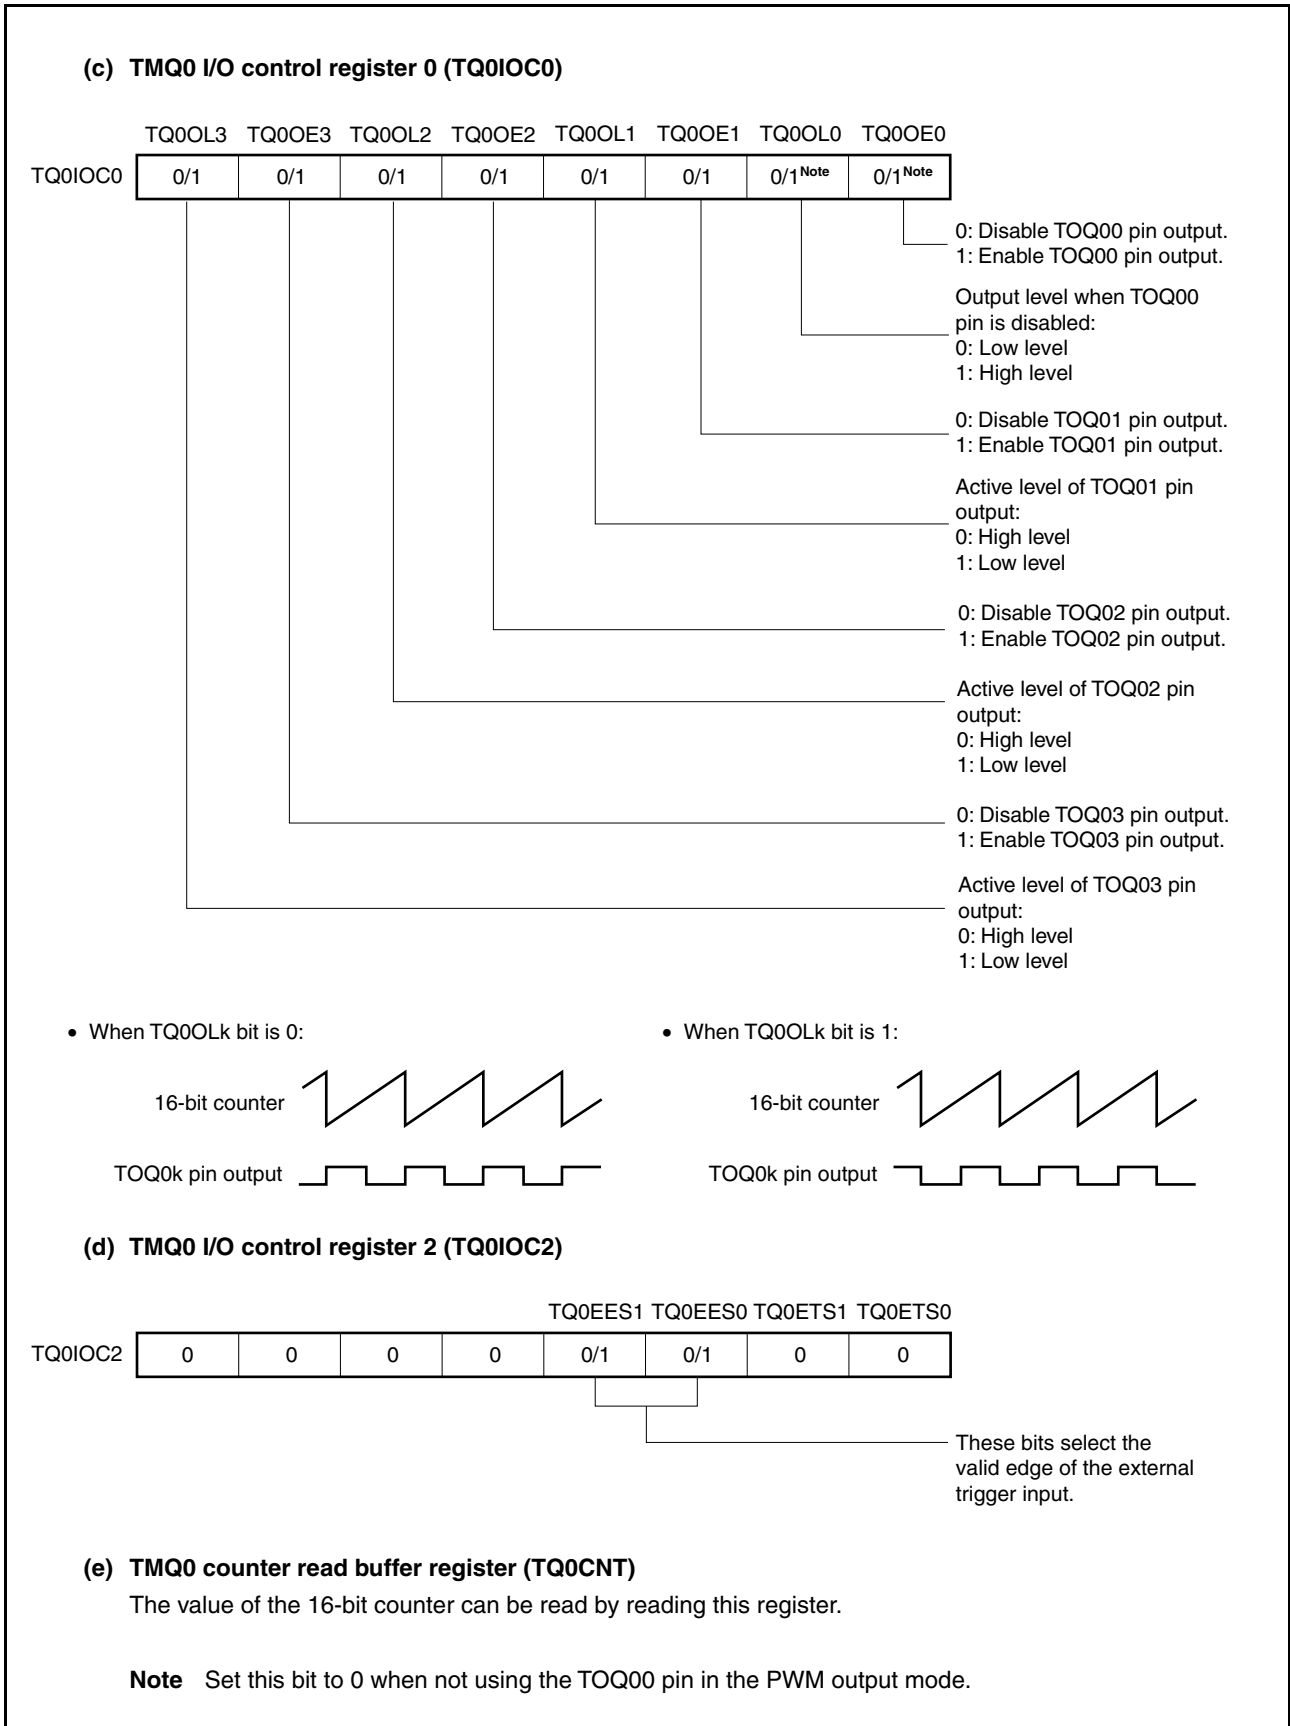 (c) TMQ0 I/O control register 0 (TQ0IOC0)
TQ0OL3 TQ0OE3 TQ0OL2 TQ0OE2 TQ0OL1 TQ0OE1 TQ0OL0 TQ0OE0
TQ0IOC0 0/1 0/1 0/1 0/1 0/1 0/1 0/1Note 0/1Note
0: Disable TOQ00 pin output.
1: Enable TOQ00 pin output.
Output level when TOQ00
pin is disabled:
0: Low level
1: High level
0: Disable TOQ01 pin output.
1: Enable TOQ01 pin output.
Active level of TOQ01 pin
output:
0: High level
1: Low level
0: Disable TOQ02 pin output.
1: Enable TOQ02 pin output.
Active level of TOQ02 pin
output:
0: High level
1: Low level
0: Disable TOQ03 pin output.
1: Enable TOQ03 pin output.
Active level of TOQ03 pin
output:
0: High level
1: Low level
• When TQ0OLk bit is 0:
16-bit counter
TOQ0k pin output
• When TQ0OLk bit is 1:
16-bit counter
TOQ0k pin output
(d) TMQ0 I/O control register 2 (TQ0IOC2)
TQ0EES1 TQ0EES0 TQ0ETS1 TQ0ETS0
TQ0IOC2 0 0 0 0 0/1 0/1 0 0
These bits select the
valid edge of the external
trigger input.
(e) TMQ0 counter read buffer register (TQ0CNT)
The value of the 16-bit counter can be read by reading this register.
Note Set this bit to 0 when not using the TOQ00 pin in the PWM output mode.